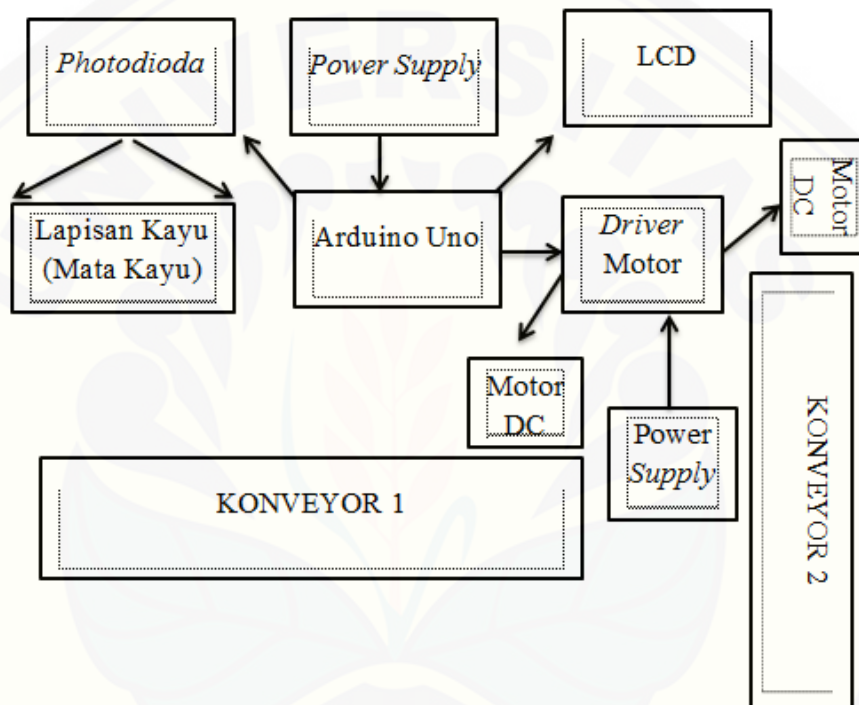 Photodioda
Power Supply
LCD
Motor
DC
Lapisan Kayu
(Mata Kayu)
Arduino Uno
Driver
Motor
Motor
DC
Power
Supply
KONVEYOR 1
KONVEYOR 2
UNIVERSITAS